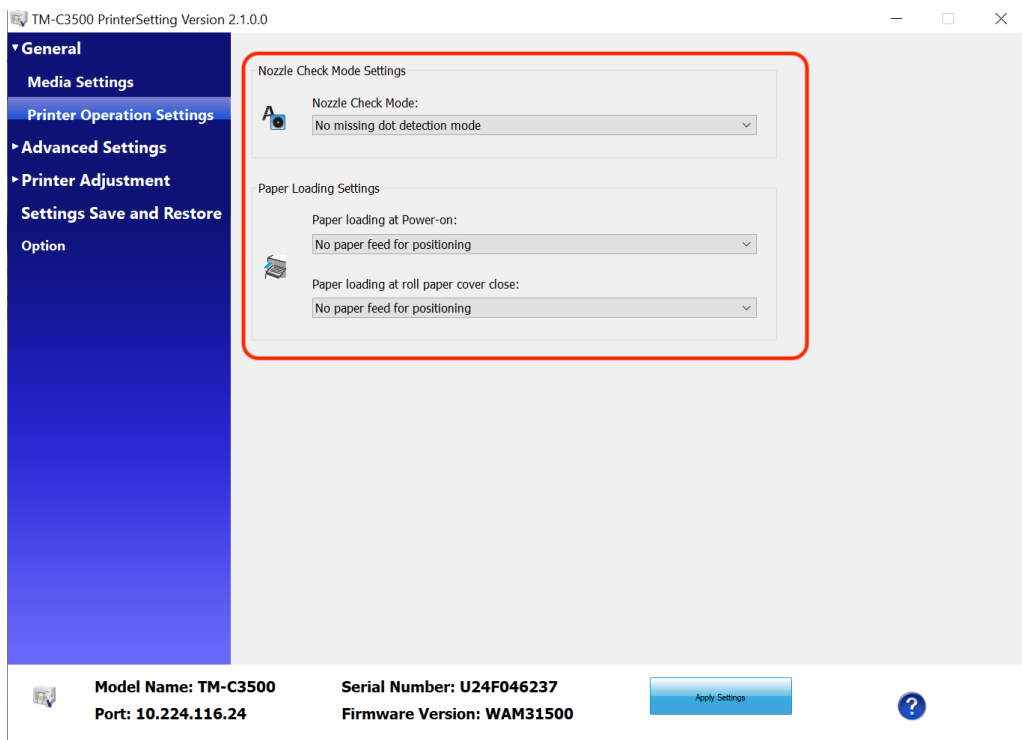 TM-C3500 PrinterSetting Version 2.1.0.0
General
Media Settings
Printer Operation Settings
Advanced Settings
Printer Adjustment
Settings Save and Restore
Option
Nozzle Check Mode Settings
Nozzle Check Mode:
No missing dot detection mode
Paper Loading Settings
Paper loading at Power-on:
No paper feed for positioning
Paper loading at roll paper cover close:
No paper feed for positioning
Model Name: TM-C3500
Serial Number: U24F046237
Port: 10.224.116.24
Firmware Version: WAM31500
Apply Settings
?